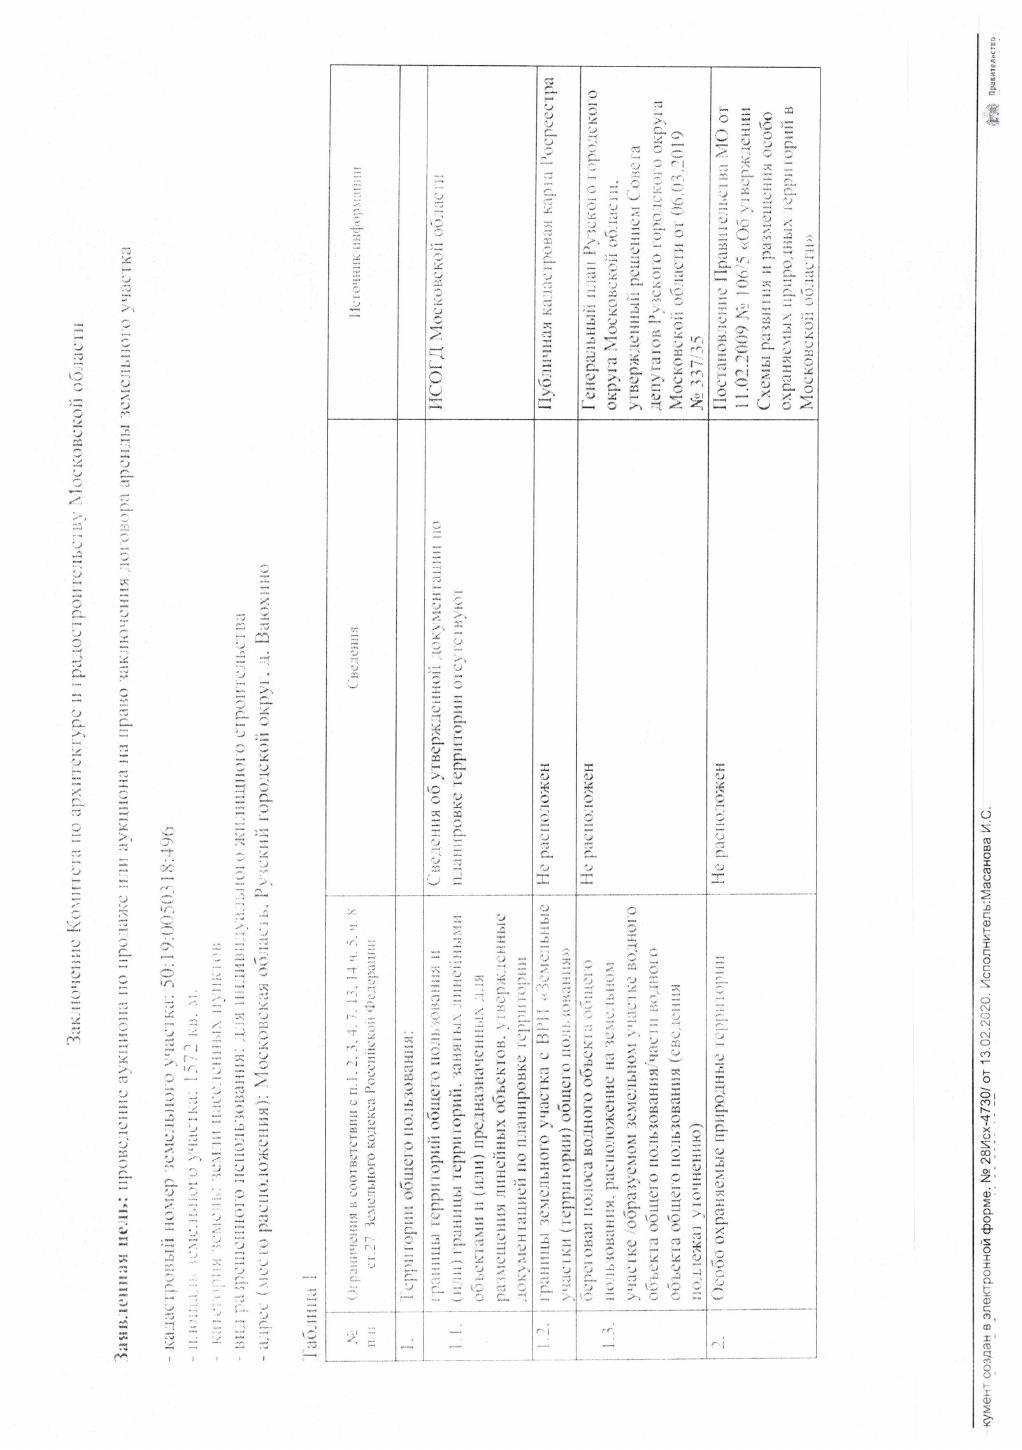 Заключение Комитета по архитектуре и градостроительству Московской области
Заявленная цель: проведение аукциона по продаже или аукциона на право заключения договора аренды земельного участка
- кадастровый номер земельного участка: 50:19:0050318:496
- площадь земельного участка: 1572 кв. м.
- категория земель: земли населенных пунктов
- вид разрешенного использования: для индивидуального жилищного строительства
- адрес (место расположения): Московская область, Рузский городской округ, д. Ваюхино
Таблица 1
№
п/п
Ограничения в соответствии с п.1, 2, 3, 4, 7, 13, 14 ч. 5, ч. 8
ст.27 Земельного кодекса Российской Федерации
Сведения
Источник информации
1.
Территории общего пользования:
1.1.
границы территорий общего пользования и
(или) границы территорий, занятых линейными
объектами и (или) предназначенных для
размещения линейных объектов, утвержденные
документацией по планировке территории
Сведения об утвержденной документации по
планировке территории отсутствуют
ИСОГД Московской области
1.2.
границы земельного участка с ВРИ «Земельные
участки (территории) общего пользования»
Не расположен
Публичная кадастровая карта Росреестра
1.3.
береговая полоса водного объекта общего
пользования, расположение на земельном
участке /образуемом земельном участке водного
объекта общего пользования/части водного
объекта общего пользования (сведения
подлежат уточнению)
Не расположен
Генеральный план Рузского городского
округа Московской области,
утвержденный решением Совета
депутатов Рузского городского округа
Московской области от 06.03.2019
№ 337/35
2.
Особо охраняемые природные территории
Не расположен
Постановление Правительства МО от
11.02.2009 № 106/5 «Об утверждении
Схемы развития и размещения особо
охраняемых природных территорий в
Московской области»
кумент создан в электронной форме. № 28Исх-4730/ от 13.02.2020. Исполнитель:Масанова И.С.
Правительство